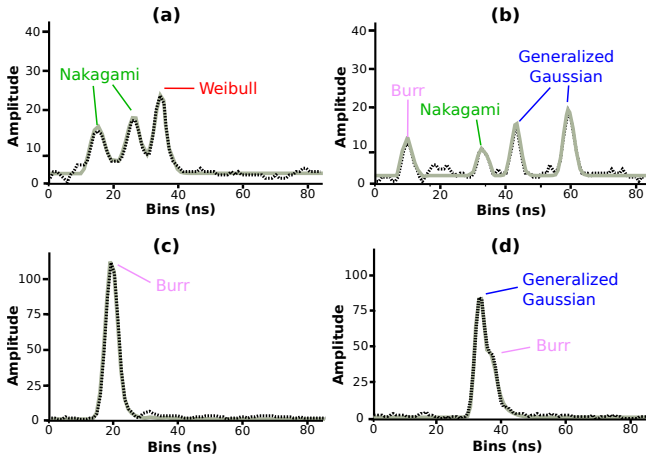 (a)
40
30
20
10
0
Amplitude
Nakagami
Weibull
0 20 40 60 80
Bins (ns)
(b)
40
30
20
10
0
Amplitude
Generalized
Gaussian
Burr
Nakagami
0 20 40 60 80
Bins (ns)
(c)
100
75
50
25
0
Amplitude
Burr
0 20 40 60 80
Bins (ns)
(d)
100
75
50
25
0
Amplitude
Generalized
Gaussian
Burr
0 20 40 60 80
Bins (ns)